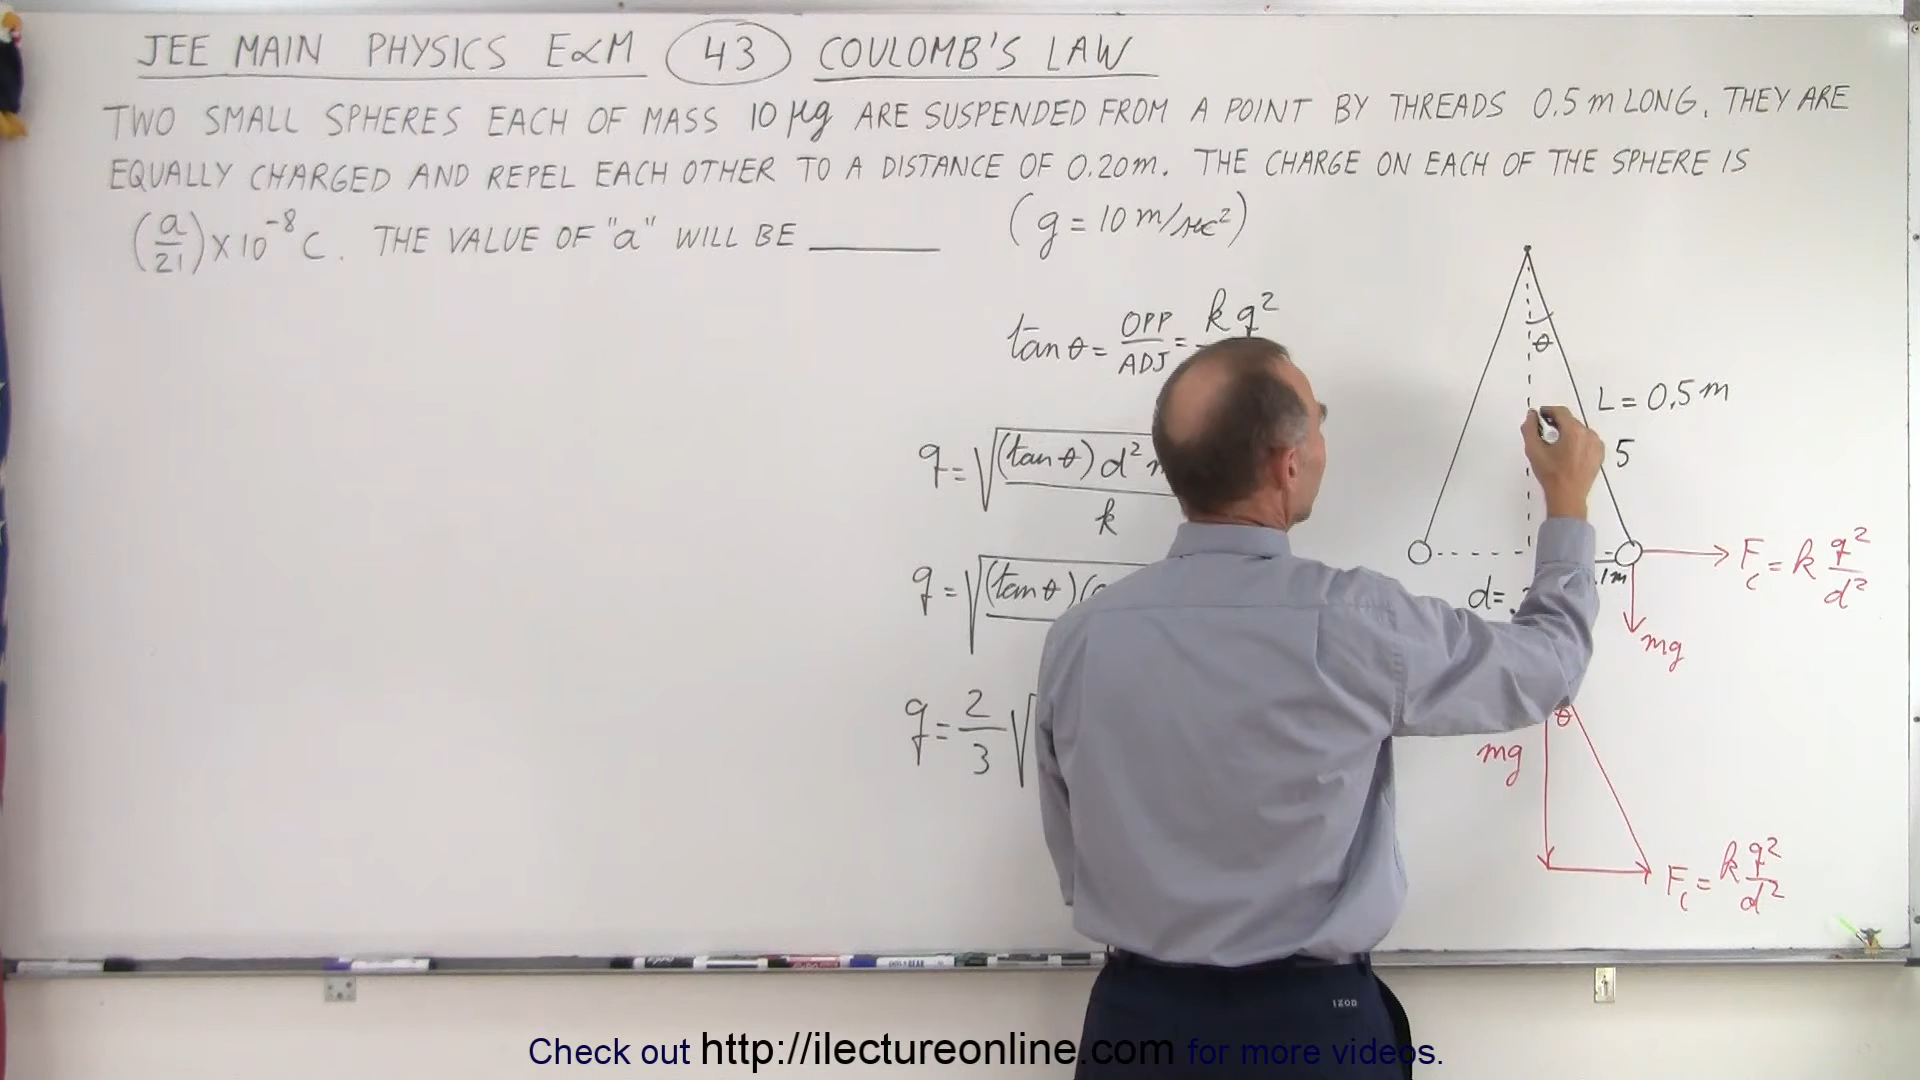 JEE MAIN PHYSICS E&M 43 COULOMB'S LAW
TWO SMALL SPHERES EACH OF MASS 10 μg ARE SUSPENDED FROM A POINT BY THREADS 0.5 m LONG. THEY ARE
EQUALLY CHARGED AND REPEL EACH OTHER TO A DISTANCE OF 0.20m. THE CHARGE ON EACH OF THE SPHERE IS
(a/21) × 10⁻⁸ C. THE VALUE OF "a" WILL BE ______ (g = 10 m/sec²)
tan θ = OPP/ADJ = k q²
θ
L = 0.5 m
5
q = √((tan θ) d²
k
F_c = k q²/d²
.1m
d= .
q = √((tan θ)(
mg
q = 2/3 √
θ
mg
F_c = k q²/d²
IZOD
Check out http://ilectureonline.com for more videos.